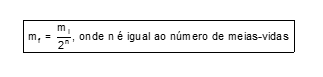 m_f = m_i / 2^n, onde n é igual ao número de meias-vidas